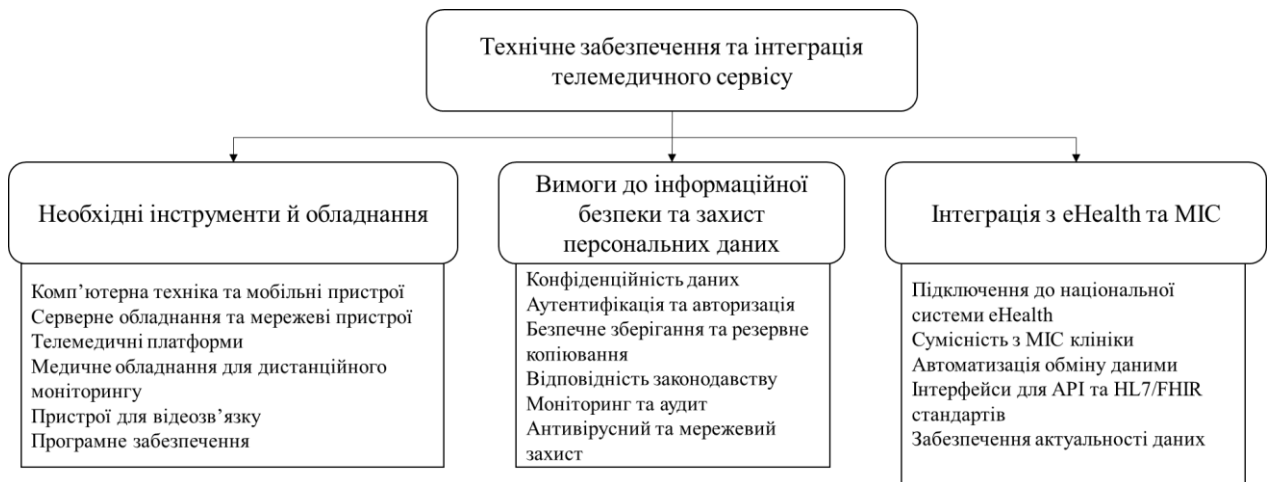 Технічне забезпечення та інтеграція
телемедичного сервісу
Необхідні інструменти й обладнання
Комп’ютерна техніка та мобільні пристрої
Серверне обладнання та мережеві пристрої
Телемедичні платформи
Медичне обладнання для дистанційного
моніторингу
Пристрої для відеозв’язку
Програмне забезпечення
Вимоги до інформаційної
безпеки та захист
персональних даних
Конфіденційність даних
Аутентифікація та авторизація
Безпечне зберігання та резервне
копіювання
Відповідність законодавству
Моніторинг та аудит
Антивірусний та мережевий
захист
Інтеграція з eHealth та МІС
Підключення до національної
системи eHealth
Сумісність з МІС клініки
Автоматизація обміну даними
Інтерфейси для API та HL7/FHIR
стандартів
Забезпечення актуальності даних